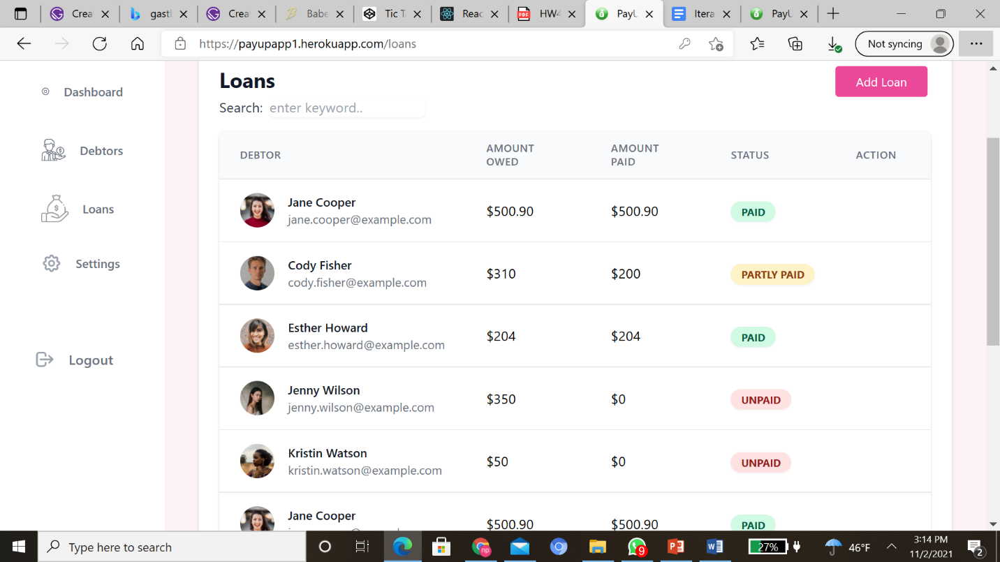 Crea
gastl
Crea
Babe
Tic T
Reac
PDF
HW4
PayU
Itera
PayU
https://payupapp1.herokuapp.com/loans
Not syncing
Dashboard
Debtors
Loans
Settings
Logout
Loans
Add Loan
Search: enter keyword..
DEBTOR
AMOUNT
OWED
AMOUNT
PAID
STATUS
ACTION
Jane Cooper
jane.cooper@example.com
$500.90
$500.90
PAID
Cody Fisher
cody.fisher@example.com
$310
$200
PARTLY PAID
Esther Howard
esther.howard@example.com
$204
$204
PAID
Jenny Wilson
jenny.wilson@example.com
$350
$0
UNPAID
Kristin Watson
kristin.watson@example.com
$50
$0
UNPAID
Jane Cooper
$500.90
$500.90
PAID
Type here to search
np
9
27%
46°F
3:14 PM
11/2/2021
2